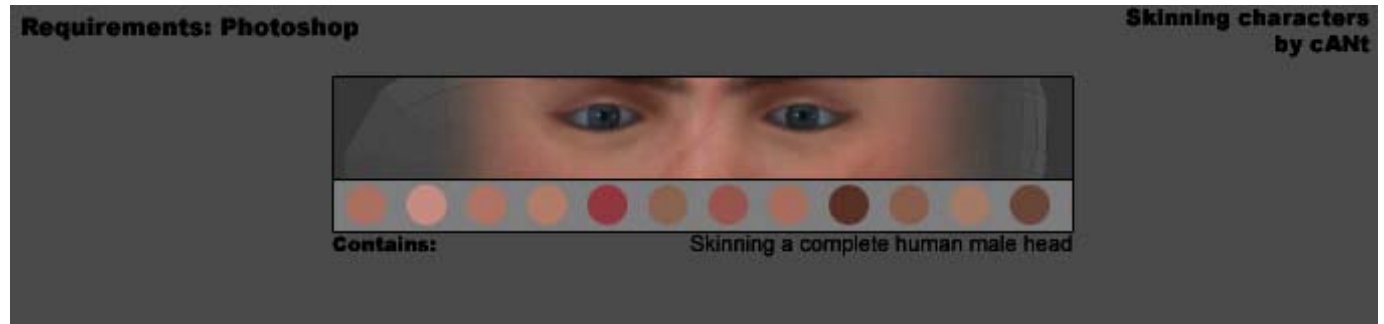 Requirements: Photoshop
Skinning characters
by cANt
Contains:
Skinning a complete human male head